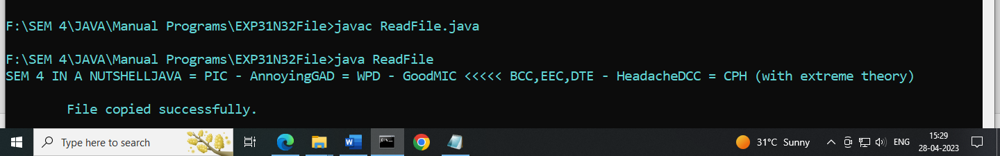 F:\SEM 4\JAVA\Manual Programs\EXP31N32File>javac ReadFile.java
F:\SEM 4\JAVA\Manual Programs\EXP31N32File>java ReadFile
SEM 4 IN A NUTSHELLJAVA = PIC - AnnoyingGAD = WPD - GoodMIC <<<<< BCC,EEC,DTE - HeadacheDCC = CPH (with extreme theory)
File copied successfully.
Type here to search
31°C Sunny
ENG
15:29
28-04-2023